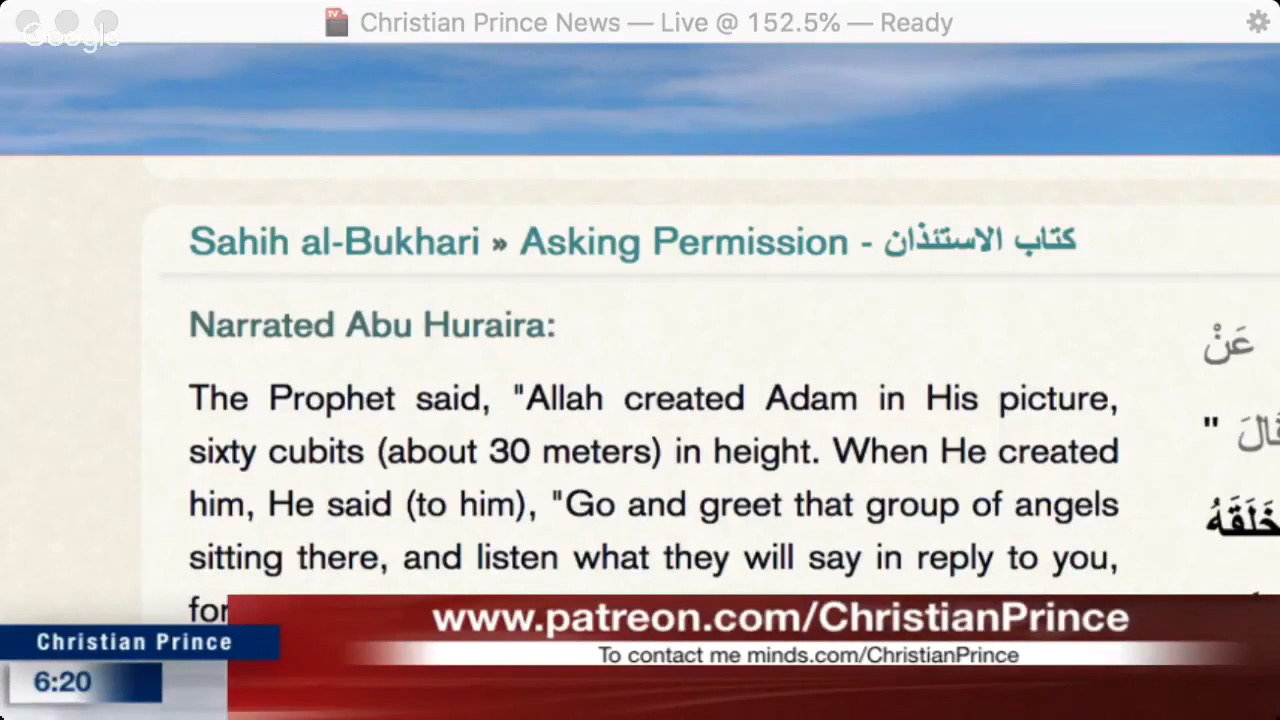 Christian Prince News — Live @ 152.5% — Ready
Google
Sahih al-Bukhari » Asking Permission - كتاب الاستئذان
Narrated Abu Huraira:
عَنْ
The Prophet said, "Allah created Adam in His picture,
sixty cubits (about 30 meters) in height. When He created
him, He said (to him), "Go and greet that group of angels
خَلَقَهُ
sitting there, and listen what they will say in reply to you,
for
www.patreon.com/ChristianPrince
Christian Prince
To contact me minds.com/ChristianPrince
6:20